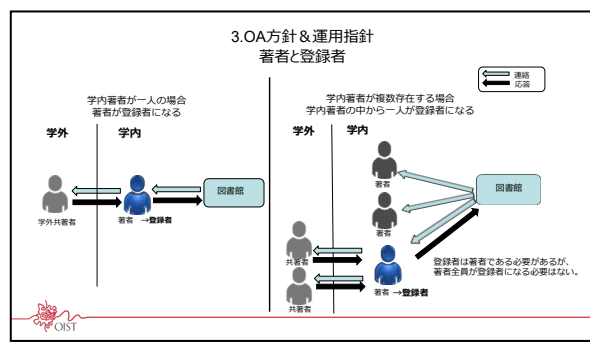 3.OA方針＆運用指針
著者と登録者
連絡
応答
学内著者が一人の場合
著者が登録者になる
学外
学内
図書館
学外共著者
著者 →登録者
学内著者が複数存在する場合
学内著者の中から一人が登録者になる
学外
学内
著者
図書館
著者
共著者
登録者は著者である必要があるが、
著者全員が登録者になる必要はない。
著者 →登録者
共著者
OIST